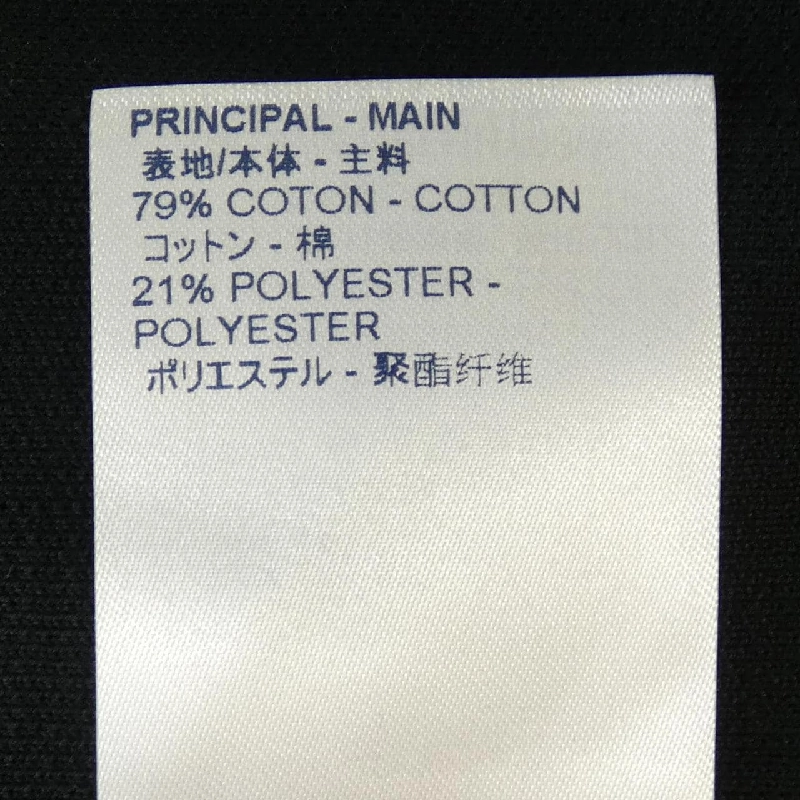 PRINCIPAL - MAIN
表地/本体 - 主料
79% COTON - COTTON
コットン - 棉
21% POLYESTER -
POLYESTER
ポリエステル - 聚酯纤维